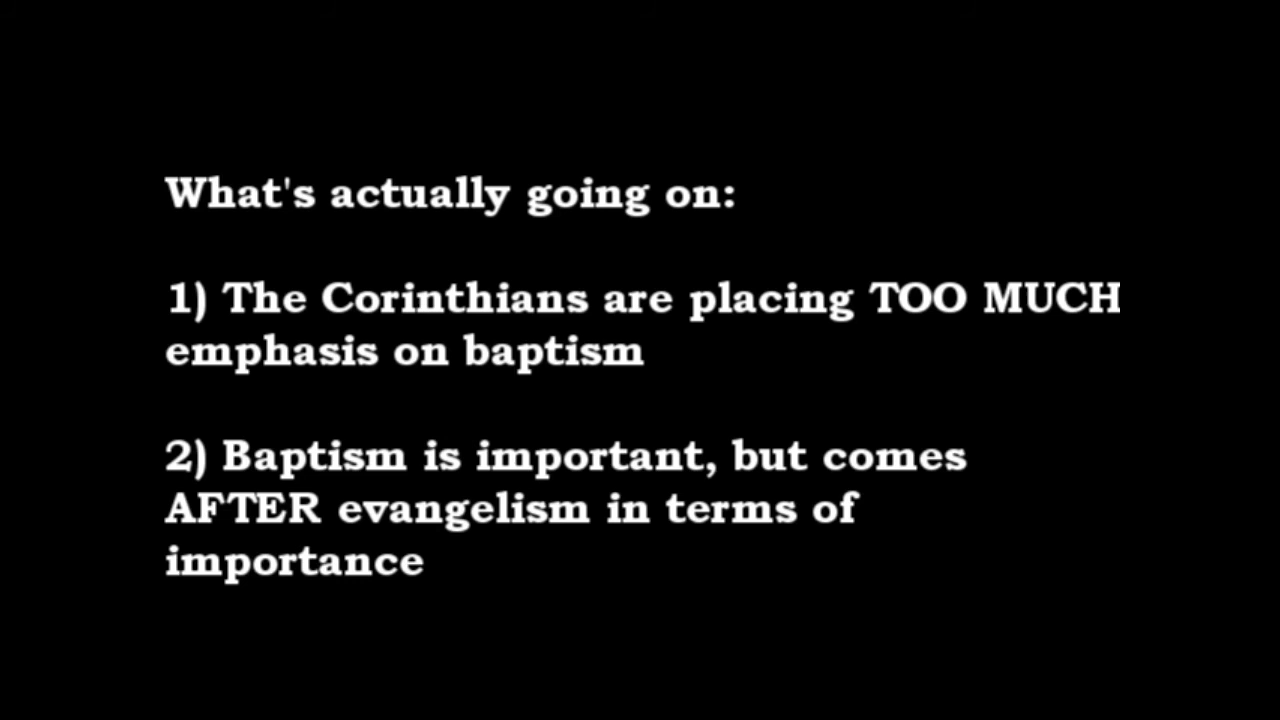 What's actually going on:
1) The Corinthians are placing TOO MUCH
emphasis on baptism
2) Baptism is important, but comes
AFTER evangelism in terms of
importance